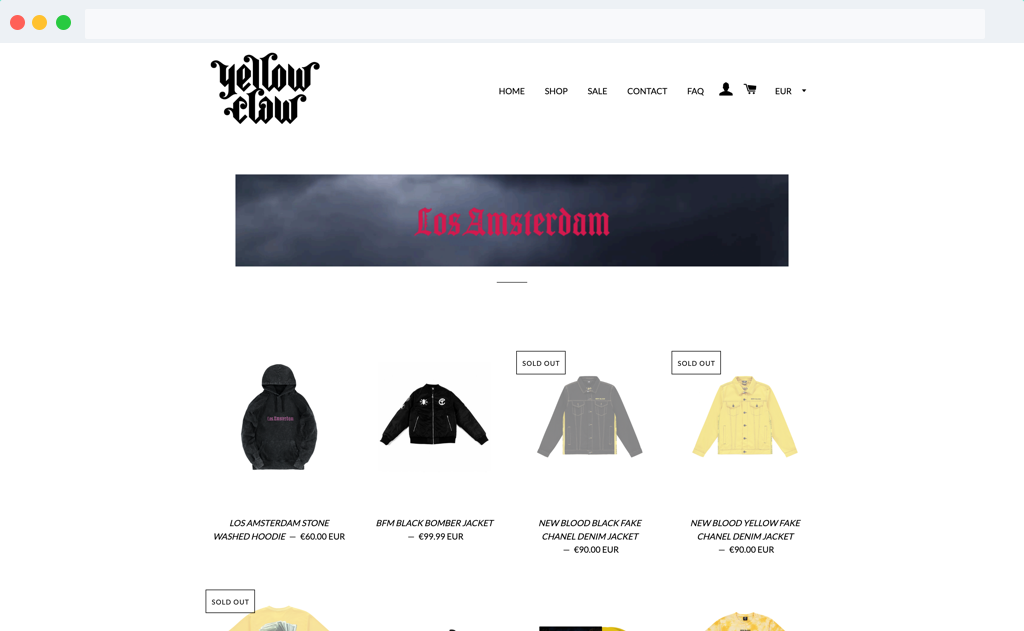 yellow
claw
HOME SHOP SALE CONTACT FAQ EUR
Los Amsterdam
SOLD OUT SOLD OUT
Los Amsterdam
LOS AMSTERDAM STONE
WASHED HOODIE — €60.00 EUR
BFM BLACK BOMBER JACKET
— €99.99 EUR
NEW BLOOD BLACK FAKE
CHANEL DENIM JACKET
— €90.00 EUR
NEW BLOOD YELLOW FAKE
CHANEL DENIM JACKET
— €90.00 EUR
SOLD OUT